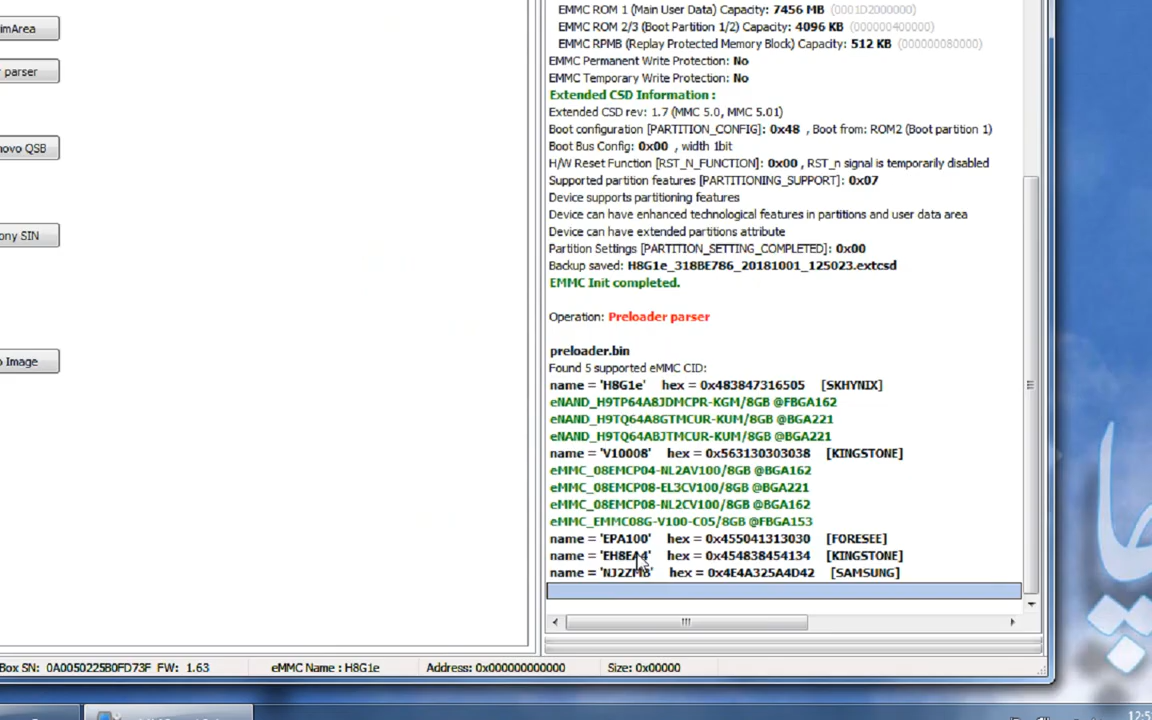 imArea
parser
ovo QSB
ony SIN
Image
EMMC ROM 1 (Main User Data) Capacity: 7456 MB (0001D2000000)
EMMC ROM 2/3 (Boot Partition 1/2) Capacity: 4096 KB (000000400000)
EMMC RPMB (Replay Protected Memory Block) Capacity: 512 KB (000000080000)
EMMC Permanent Write Protection: No
EMMC Temporary Write Protection: No
Extended CSD Information :
Extended CSD rev: 1.7 (MMC 5.0, MMC 5.01)
Boot configuration [PARTITION_CONFIG]: 0x48 , Boot from: ROM2 (Boot partition 1)
Boot Bus Config: 0x00 , width 1bit
H/W Reset Function [RST_N_FUNCTION]: 0x00 , RST_n signal is temporarily disabled
Supported partition features [PARTITIONING_SUPPORT]: 0x07
Device supports partitioning features
Device can have enhanced technological features in partitions and user data area
Device can have extended partitions attribute
Partition Settings [PARTITION_SETTING_COMPLETED]: 0x00
Backup saved: H8G1e_318BE786_20181001_125023.extcsd
EMMC Init completed.
Operation: Preloader parser
preloader.bin
Found 5 supported eMMC CID:
name = 'H8G1e' hex = 0x483847316505 [SKHYNIX]
eNAND_H9TP64A8JDMCPR-KGM/8GB @FBGA162
eNAND_H9TQ64A8GTMCUR-KUM/8GB @BGA221
eNAND_H9TQ64ABJTMCUR-KUM/8GB @BGA221
name = 'V10008' hex = 0x563130303038 [KINGSTONE]
eMMC_08EMCP04-NL2AV100/8GB @BGA162
eMMC_08EMCP08-EL3CV100/8GB @BGA221
eMMC_08EMCP08-NL2CV100/8GB @BGA162
eMMC_EMMC08G-V100-C05/8GB @FBGA153
name = 'EPA100' hex = 0x455041313030 [FORESEE]
name = 'EH8EA4' hex = 0x454838454134 [KINGSTONE]
name = 'NJ2ZMB' hex = 0x4E4A325A4D42 [SAMSUNG]
Box SN: 0A0050225B0FD73F FW: 1.63 eMMC Name : H8G1e Address: 0x000000000000 Size: 0x00000